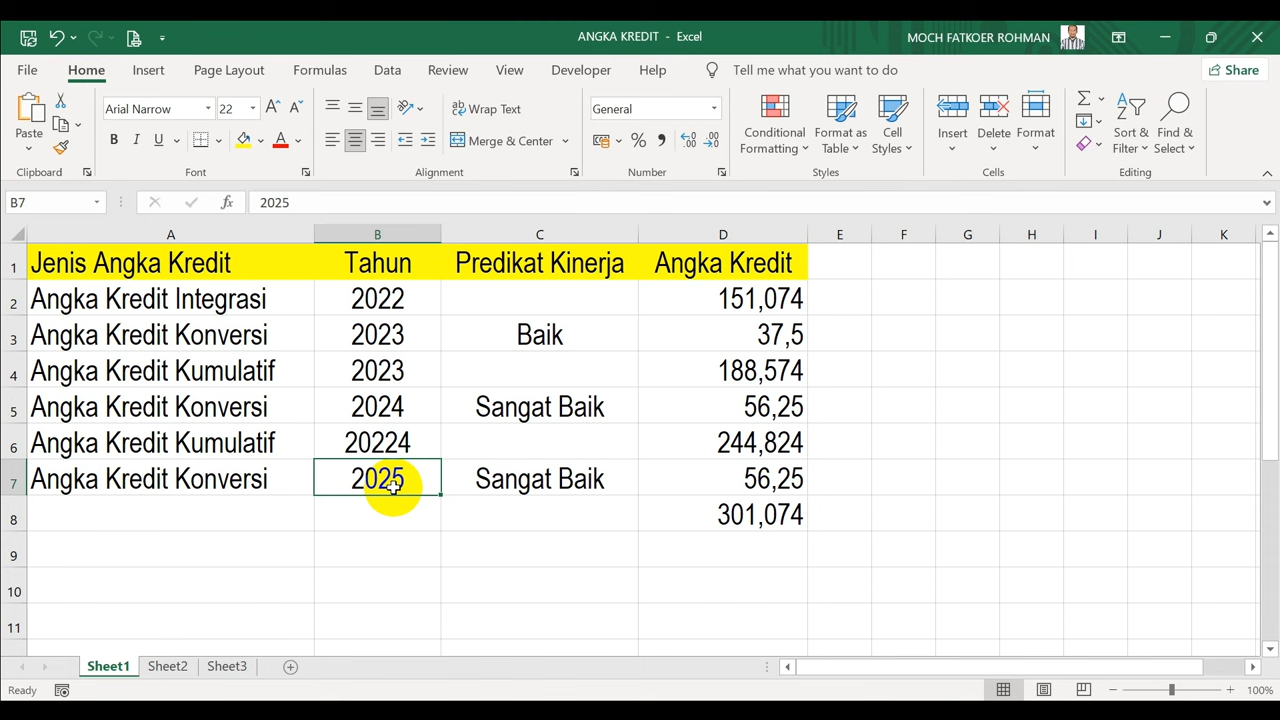 ANGKA KREDIT - Excel
MOCH FATKOER ROHMAN
File Home Insert Page Layout Formulas Data Review View Developer Help Tell me what you want to do Share
Paste
Arial Narrow 22
B I U
Wrap Text
Merge & Center
General
Conditional Formatting
Format as Table
Cell Styles
Insert Delete Format
Sort & Filter
Find & Select
Clipboard Font Alignment Number Styles Cells Editing
B7 fx 2025
A B C D E F G H I J K
1 Jenis Angka Kredit Tahun Predikat Kinerja Angka Kredit
2 Angka Kredit Integrasi 2022 151,074
3 Angka Kredit Konversi 2023 Baik 37,5
4 Angka Kredit Kumulatif 2023 188,574
5 Angka Kredit Konversi 2024 Sangat Baik 56,25
6 Angka Kredit Kumulatif 20224 244,824
7 Angka Kredit Konversi 2025 Sangat Baik 56,25
8 301,074
9
10
11
Sheet1 Sheet2 Sheet3
Ready 100%